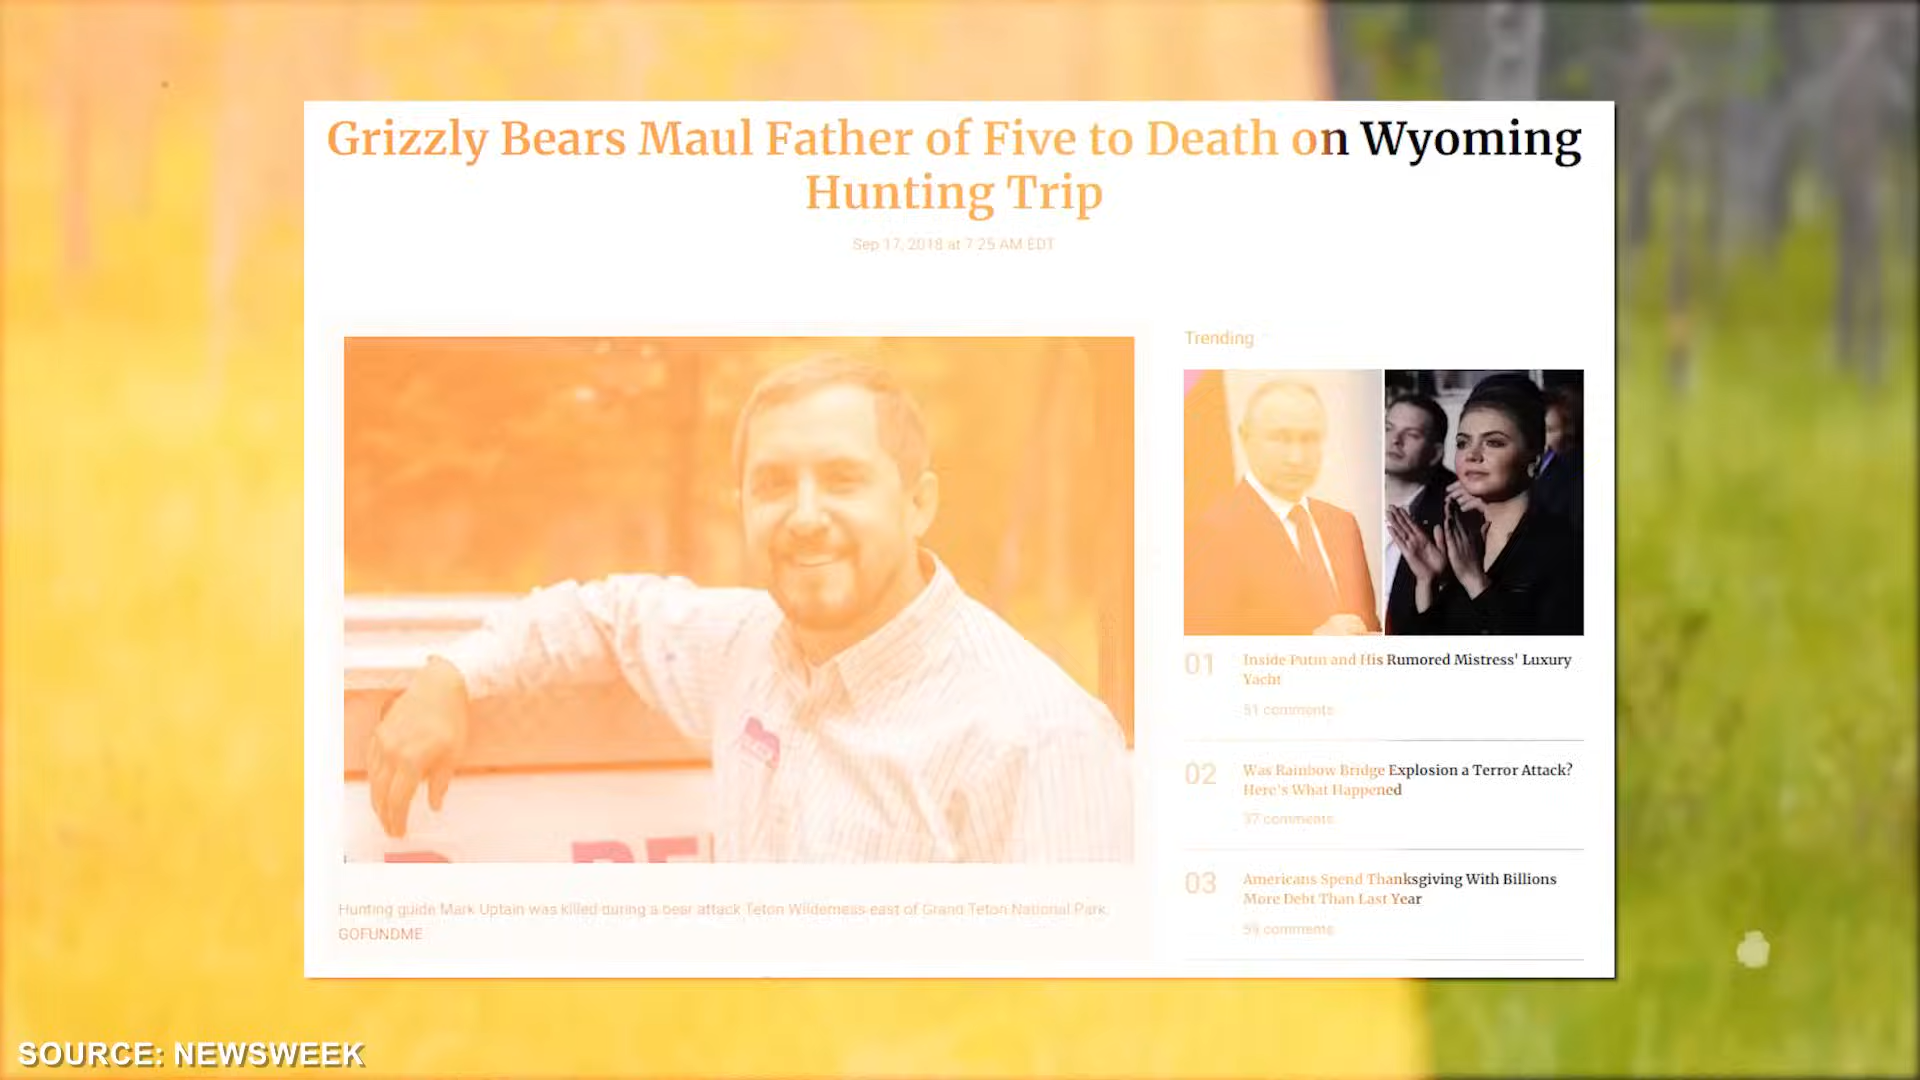 Grizzly Bears Maul Father of Five to Death on Wyoming
Hunting Trip
Sep 17, 2018 at 7:25 AM EDT
Trending
01
Inside Putin and His Rumored Mistress' Luxury
Yacht
51 comments
02
Was Rainbow Bridge Explosion a Terror Attack?
Here's What Happened
37 comments
03
Americans Spend Thanksgiving With Billions
More Debt Than Last Year
comments
Hunting guide Mark Uptain was killed during a bear attack Teton Wilderness east of Grand Teton National Park.
GOFUNDME
SOURCE: NEWSWEEK